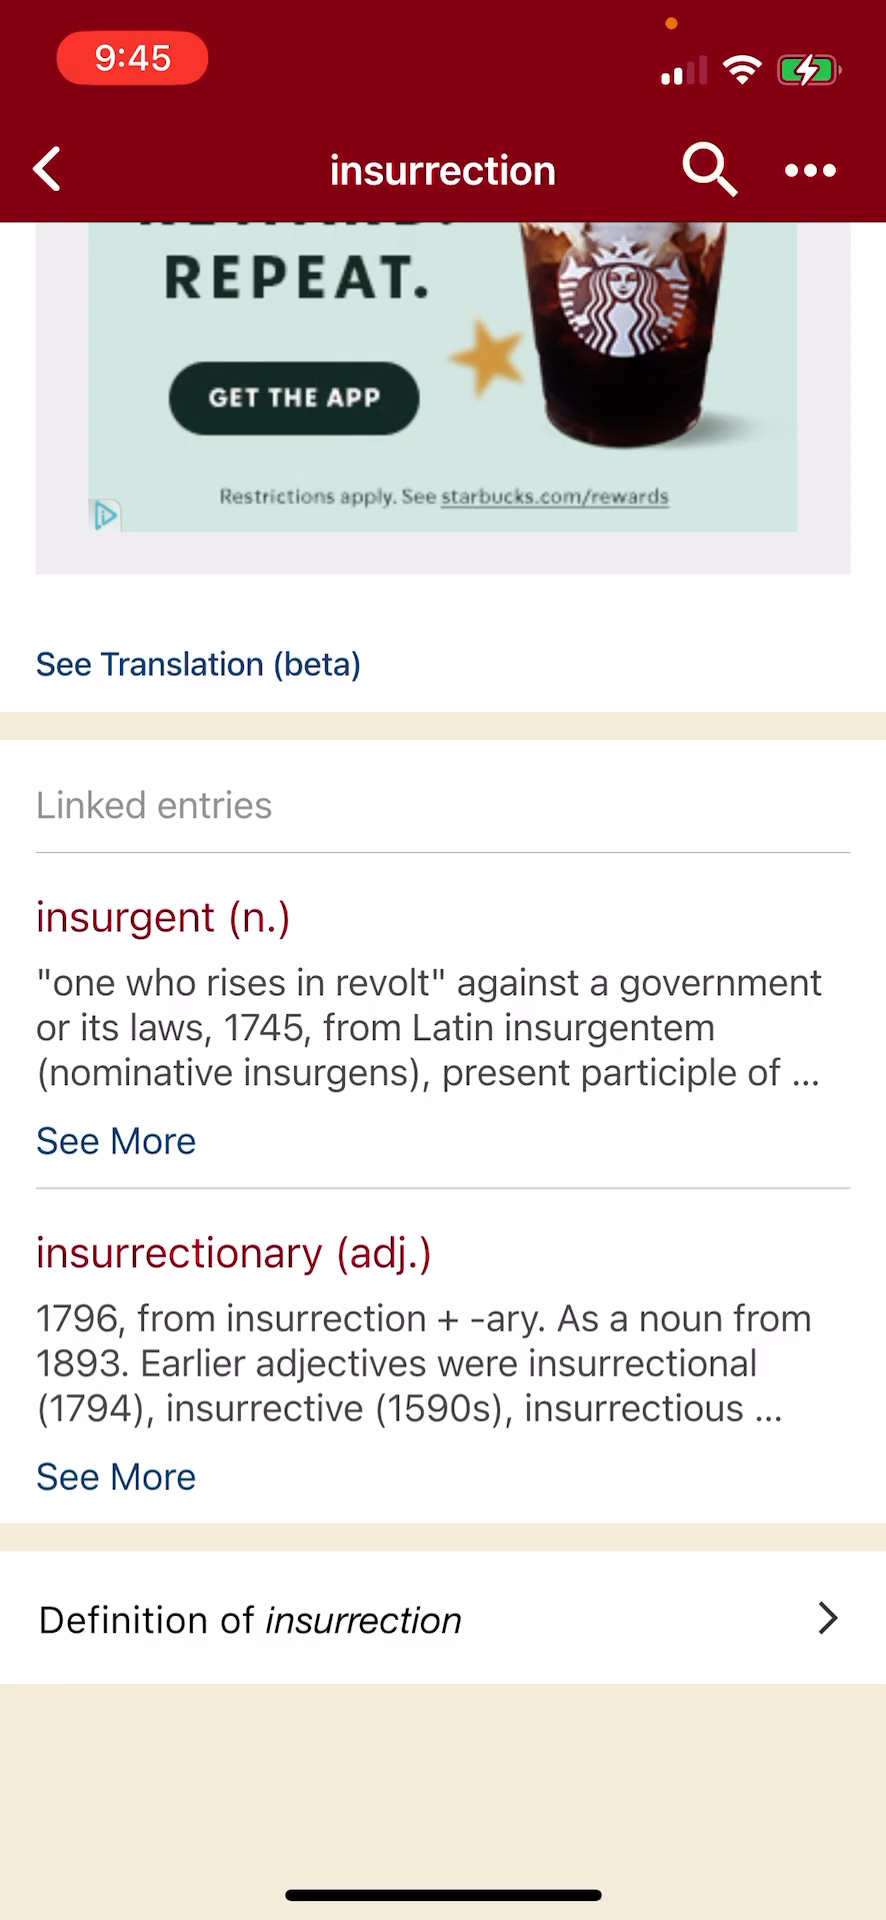 9:45
insurrection
REPEAT.
GET THE APP
Restrictions apply. See starbucks.com/rewards
See Translation (beta)
Linked entries
insurgent (n.)
"one who rises in revolt" against a government
or its laws, 1745, from Latin insurgentem
(nominative insurgens), present participle of ...
See More
insurrectionary (adj.)
1796, from insurrection + -ary. As a noun from
1893. Earlier adjectives were insurrectional
(1794), insurrective (1590s), insurrectious ...
See More
Definition of insurrection